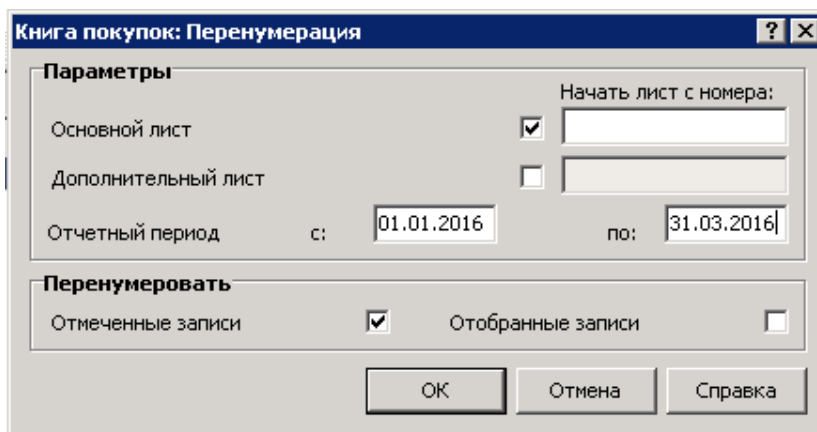 Книга покупок: Перенумерация
Параметры
Начать лист с номера:
Основной лист
Дополнительный лист
Отчетный период с: 01.01.2016 по: 31.03.2016
Перенумеровать
Отмеченные записи Отобранные записи
ОК Отмена Справка